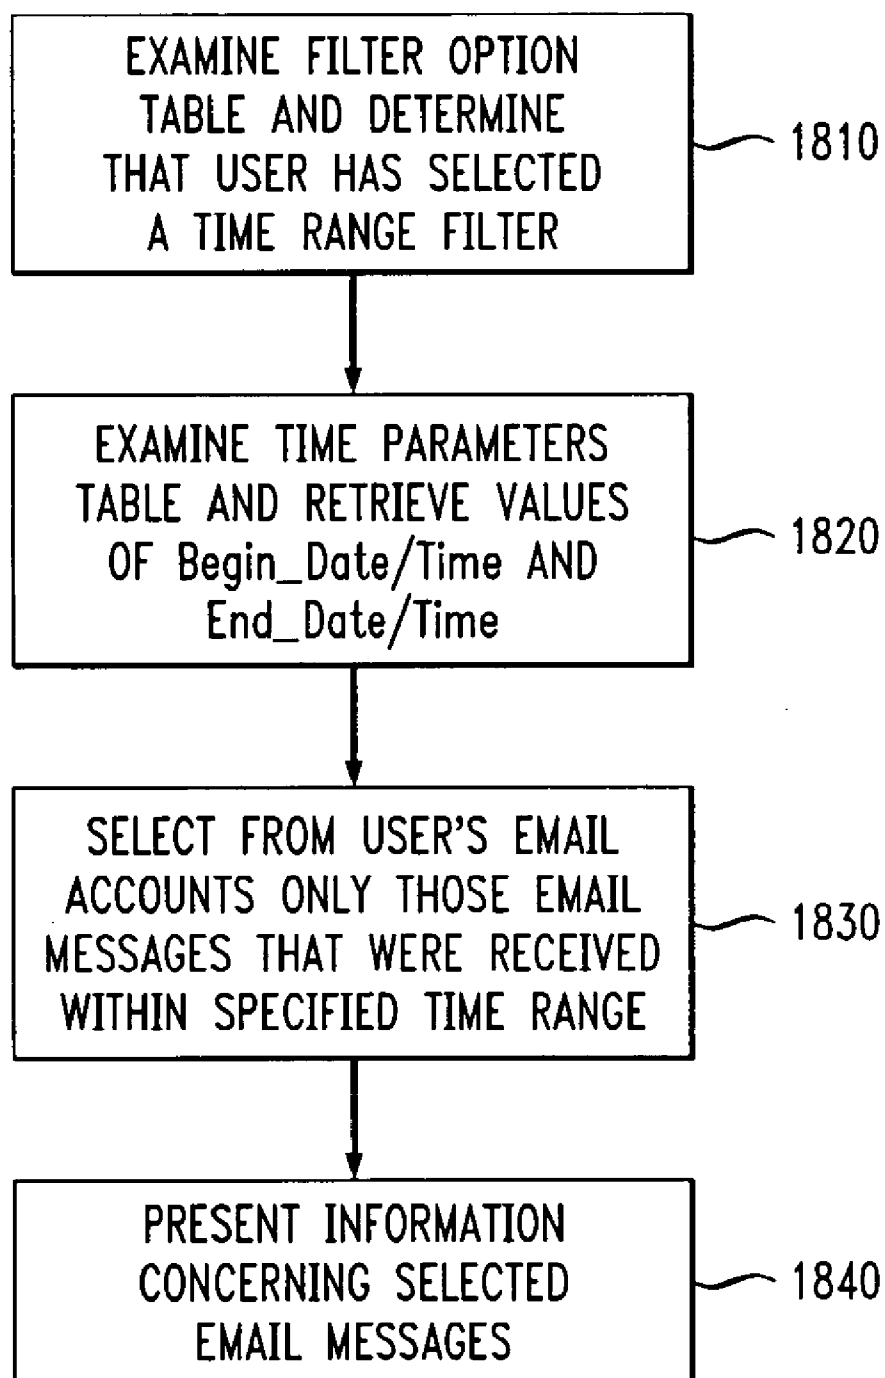 EXAMINE FILTER OPTION
TABLE AND DETERMINE
THAT USER HAS SELECTED
A TIME RANGE FILTER
1810
EXAMINE TIME PARAMETERS
TABLE AND RETRIEVE VALUES
OF Begin_Date/Time AND
End_Date/Time
1820
SELECT FROM USER'S EMAIL
ACCOUNTS ONLY THOSE EMAIL
MESSAGES THAT WERE RECEIVED
WITHIN SPECIFIED TIME RANGE
1830
PRESENT INFORMATION
CONCERNING SELECTED
EMAIL MESSAGES
1840